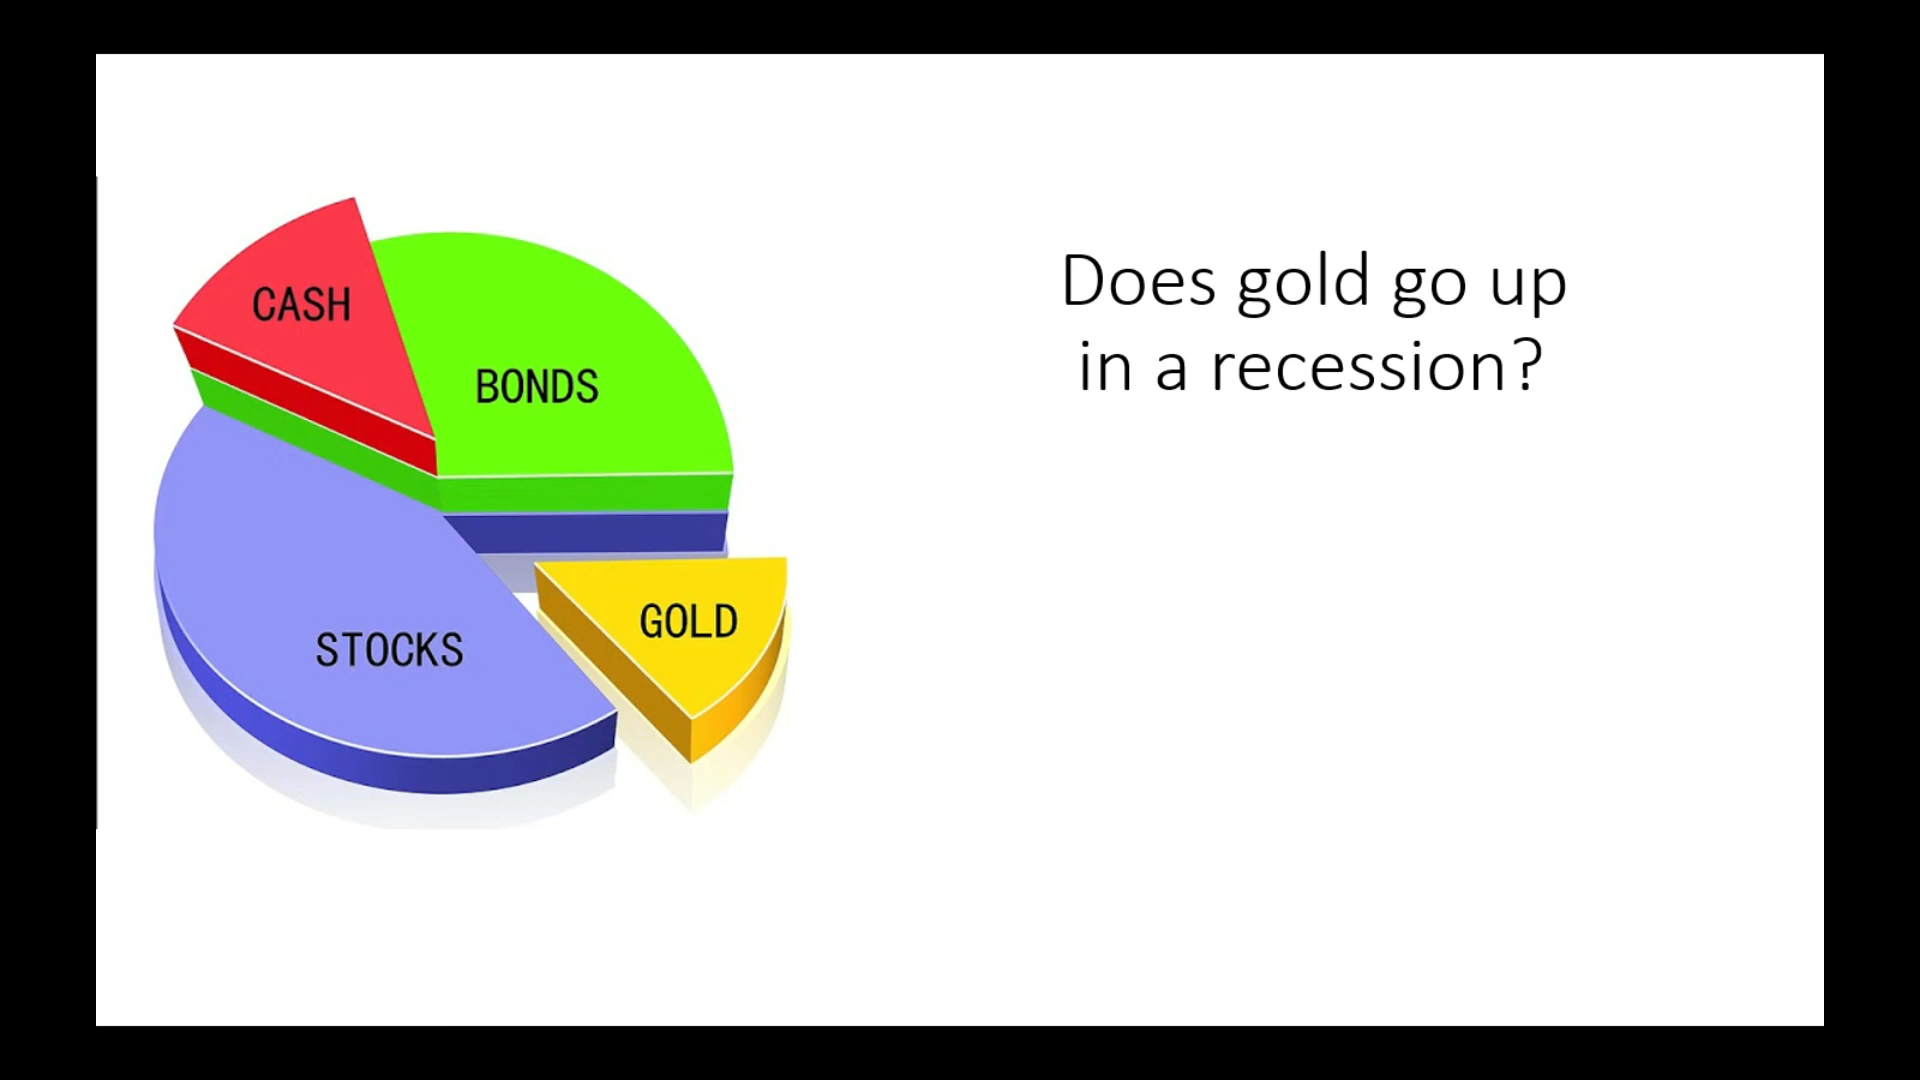 CASH
BONDS
GOLD
STOCKS
Does gold go up
in a recession?